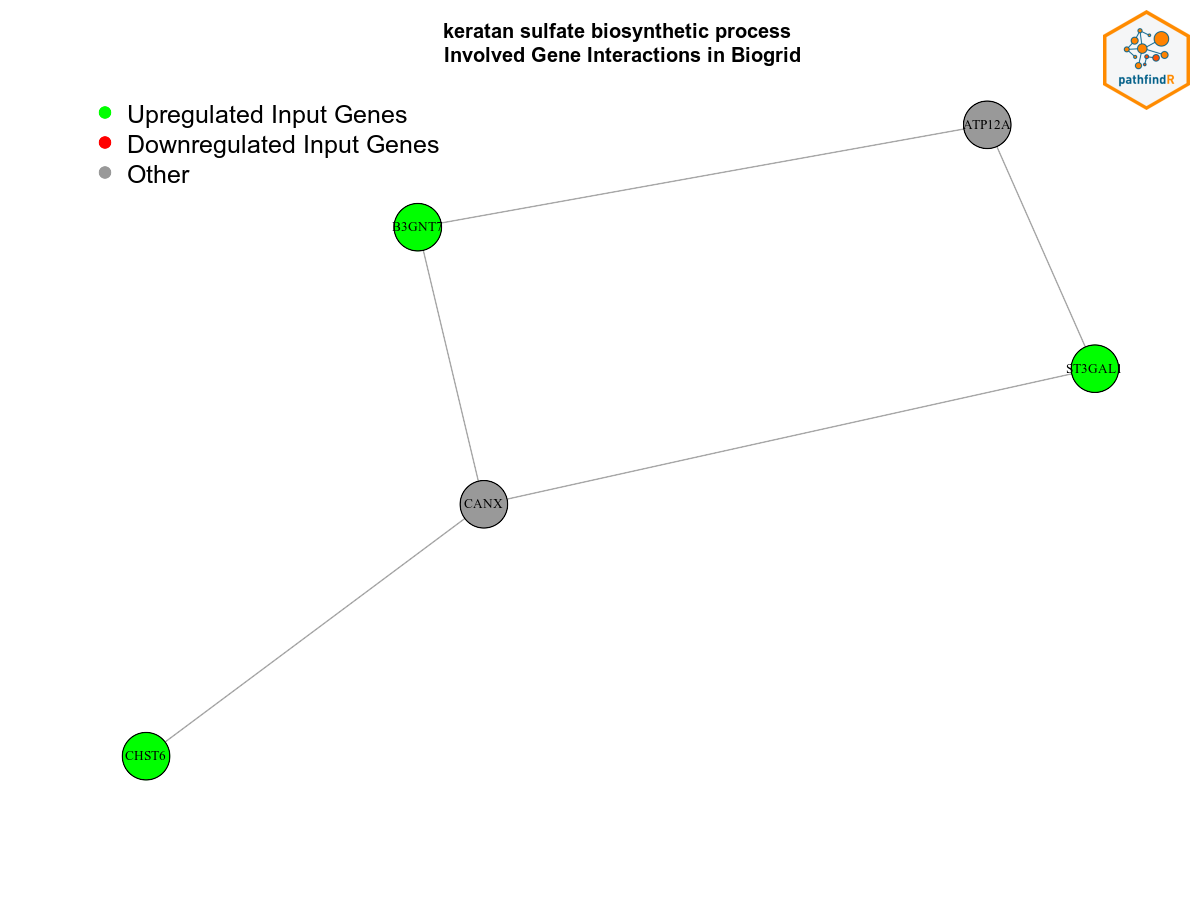 keratan sulfate biosynthetic process
Involved Gene Interactions in Biogrid
pathfindR
Upregulated Input Genes
Downregulated Input Genes
Other
ATP12A
B3GNT7
ST3GAL1
CANX
CHST6